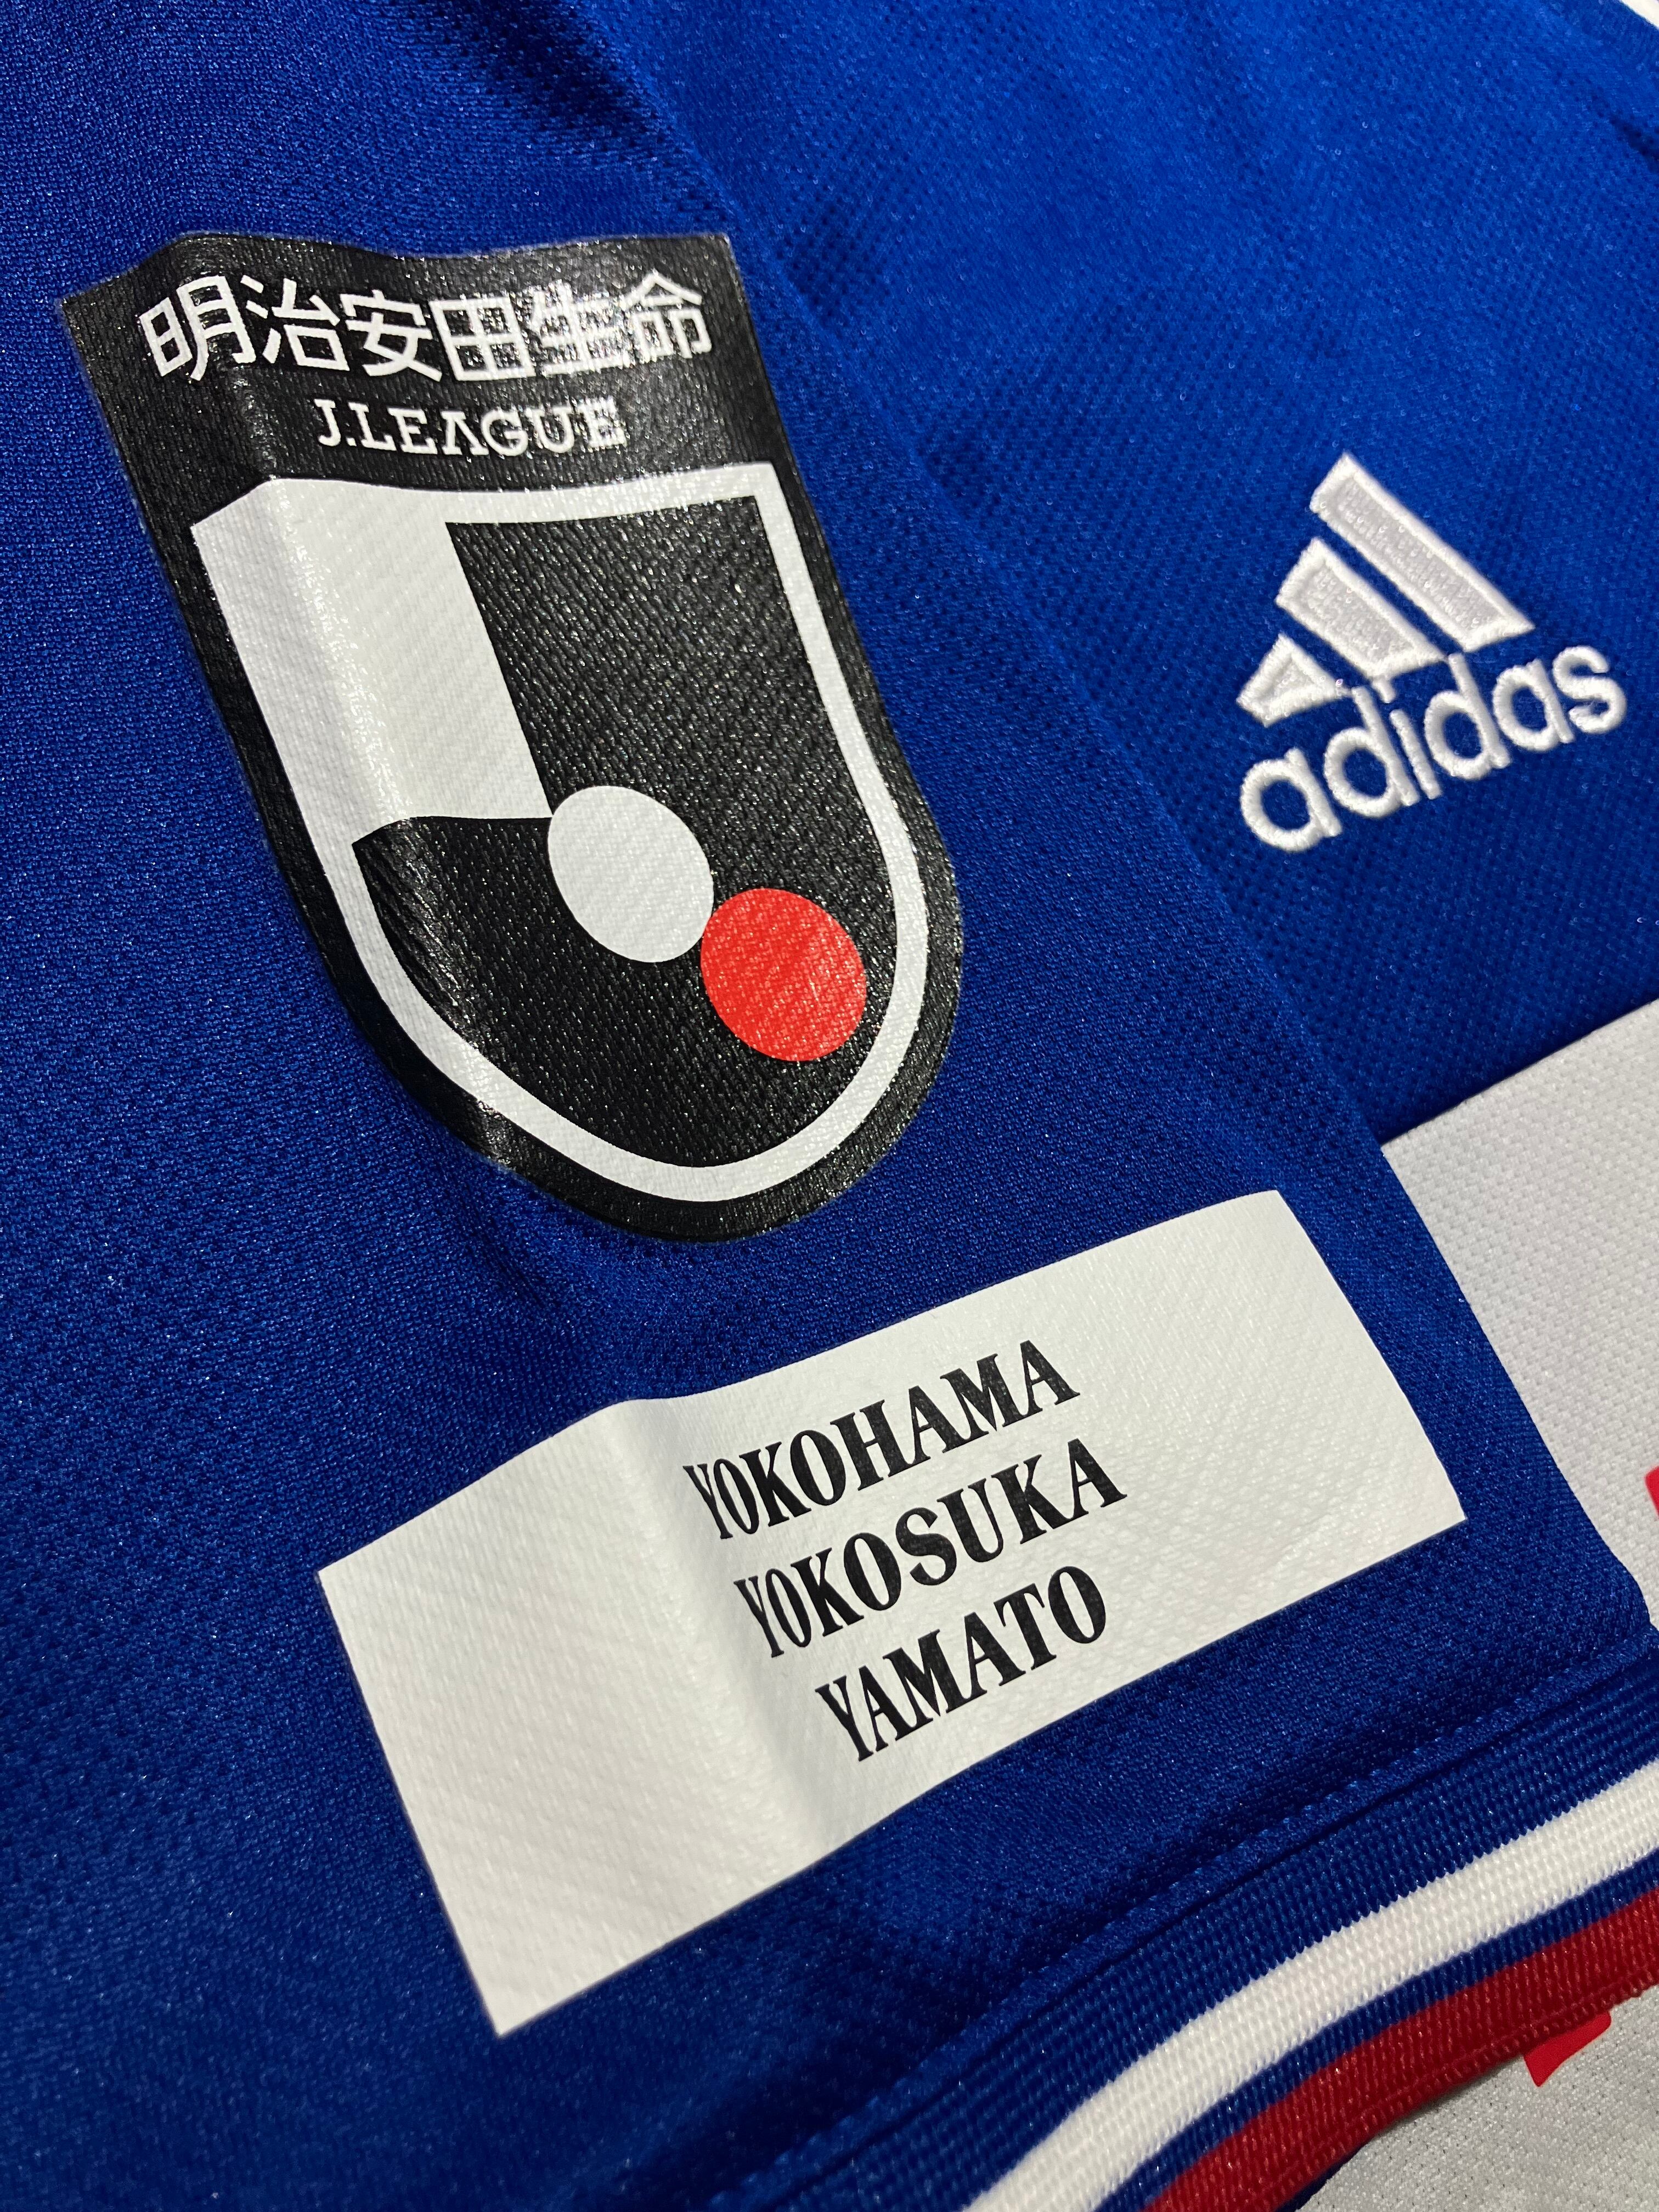 明治安田生命
J.LEAGUE
adidas
YOKOHAMA
YOKOSUKA
YAMATO